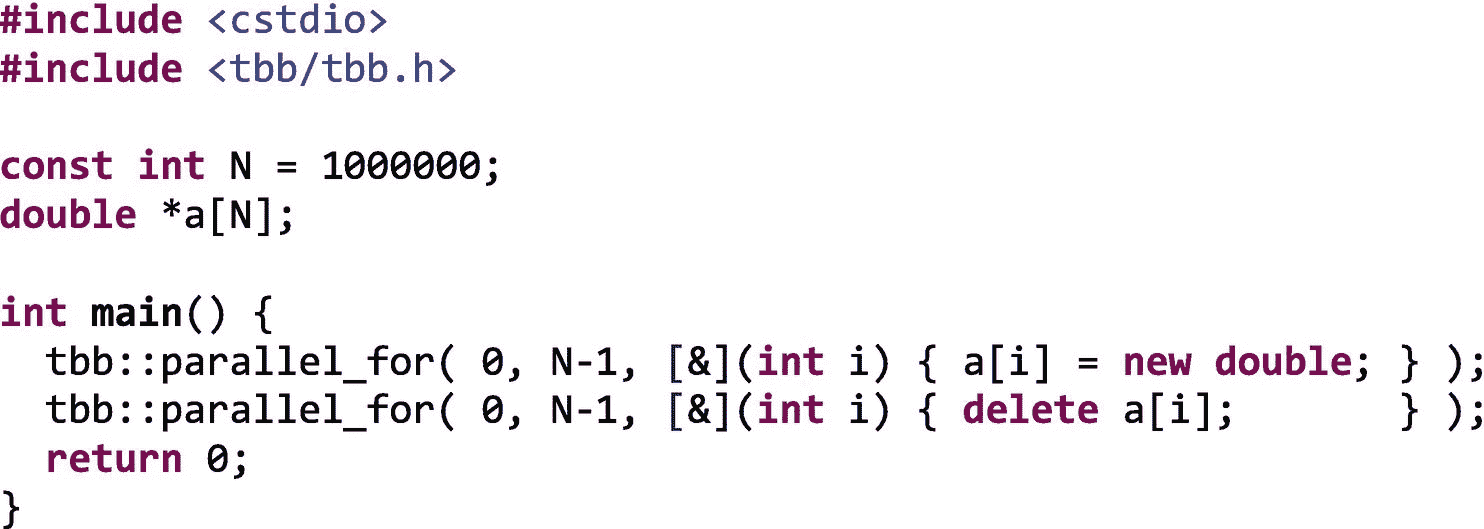 #include <cstdio>
#include <tbb/tbb.h>

const int N = 1000000;
double *a[N];

int main() {
  tbb::parallel_for( 0, N-1, [&](int i) { a[i] = new double; } );
  tbb::parallel_for( 0, N-1, [&](int i) { delete a[i];       } );
  return 0;
}